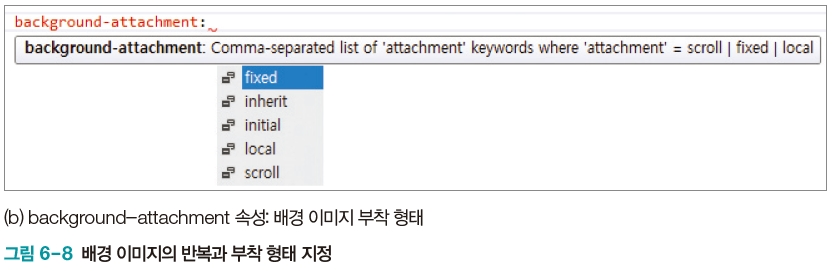 background-attachment:
background-attachment: Comma-separated list of 'attachment' keywords where 'attachment' = scroll | fixed | local
fixed
inherit
initial
local
scroll
(b) background-attachment 속성: 배경 이미지 부착 형태
그림 6-8 배경 이미지의 반복과 부착 형태 지정